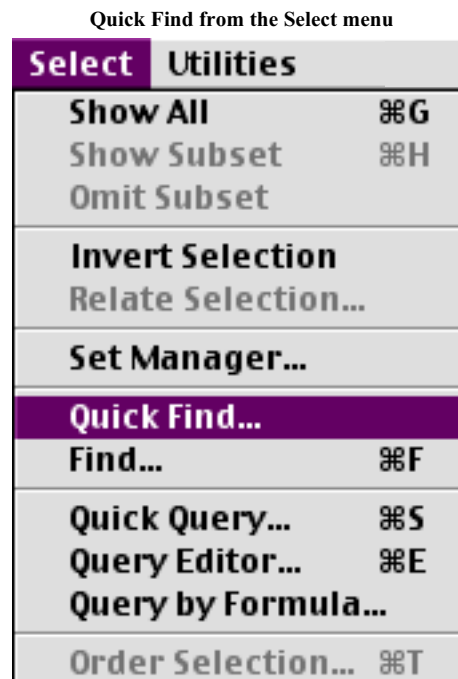 Quick Find from the Select menu
Select Utilities
Show All ⌘G
Show Subset ⌘H
Omit Subset
Invert Selection
Relate Selection...
Set Manager...
Quick Find...
Find... ⌘F
Quick Query... ⌘S
Query Editor... ⌘E
Query by Formula...
Order Selection... ⌘T